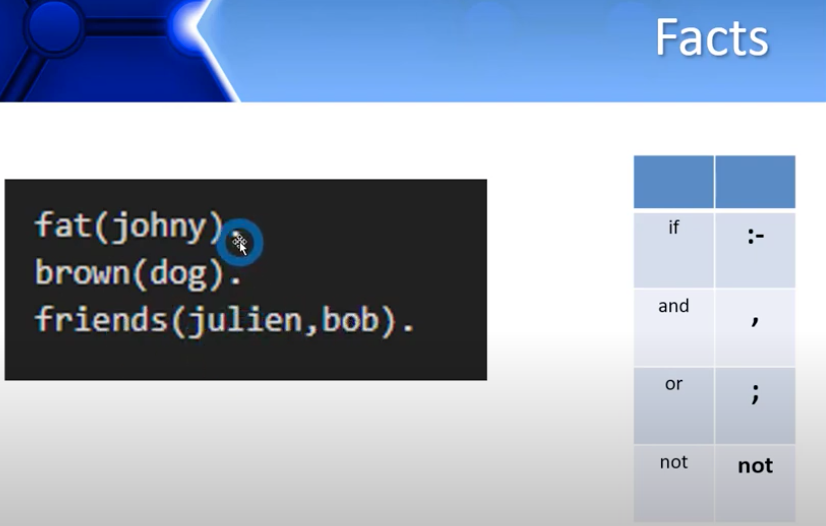 Facts
fat(johny).
brown(dog).
friends(julien,bob).
if :-
and ,
or ;
not not